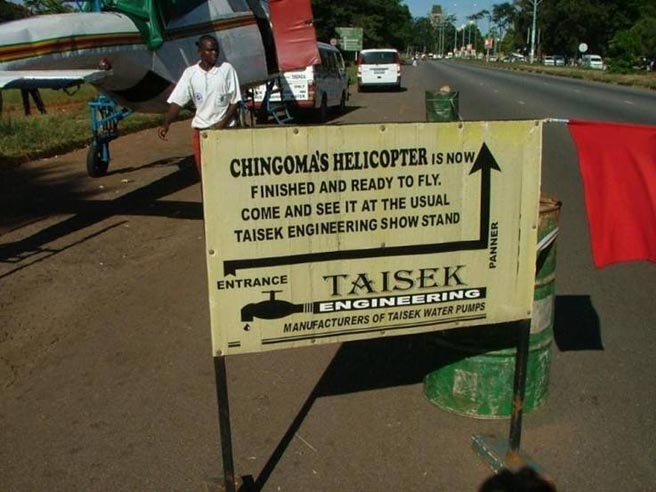 CHINGOMA'S HELICOPTER IS NOW
FINISHED AND READY TO FLY.
COME AND SEE IT AT THE USUAL
TAISEK ENGINEERING SHOW STAND
PANNER
ENTRANCE
TAISEK
ENGINEERING
MANUFACTURERS OF TAISEK WATER PUMPS